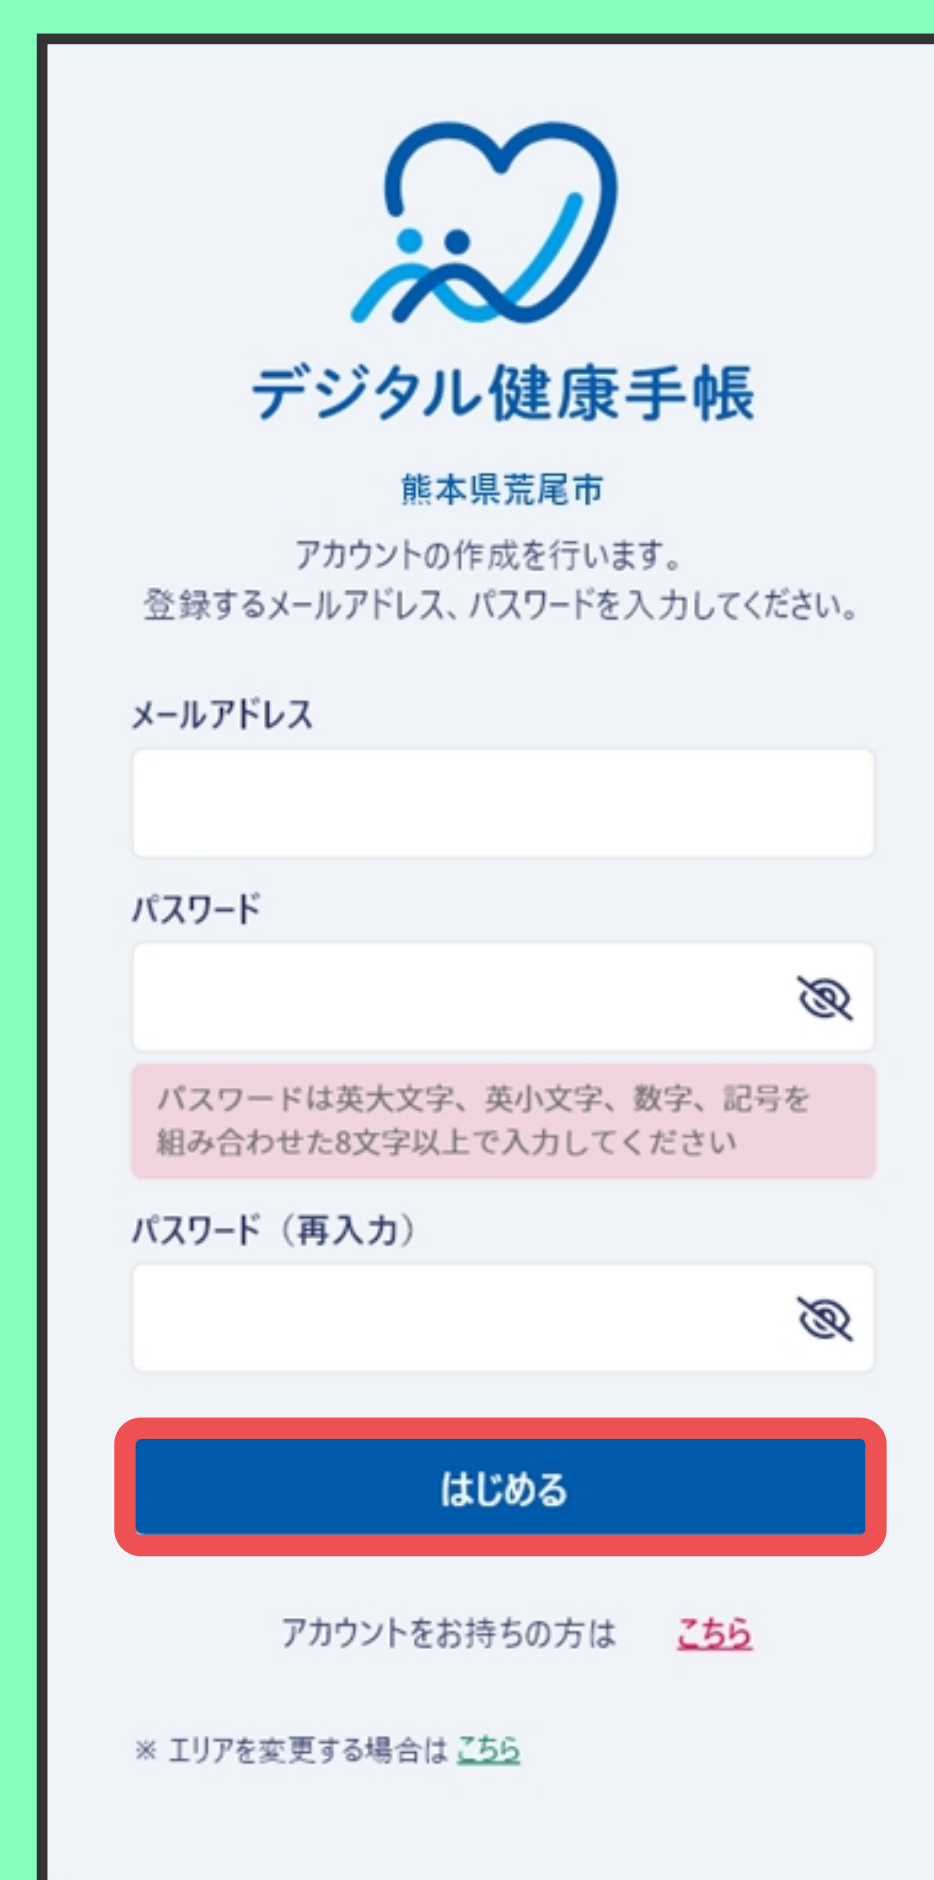 デジタル健康手帳
熊本県荒尾市
アカウントの作成を行います。
登録するメールアドレス、パスワードを入力してください。
メールアドレス
パスワード
パスワードは英大文字、英小文字、数字、記号を
組み合わせた8文字以上で入力してください
パスワード（再入力）
はじめる
アカウントをお持ちの方は こちら
※ エリアを変更する場合は こちら